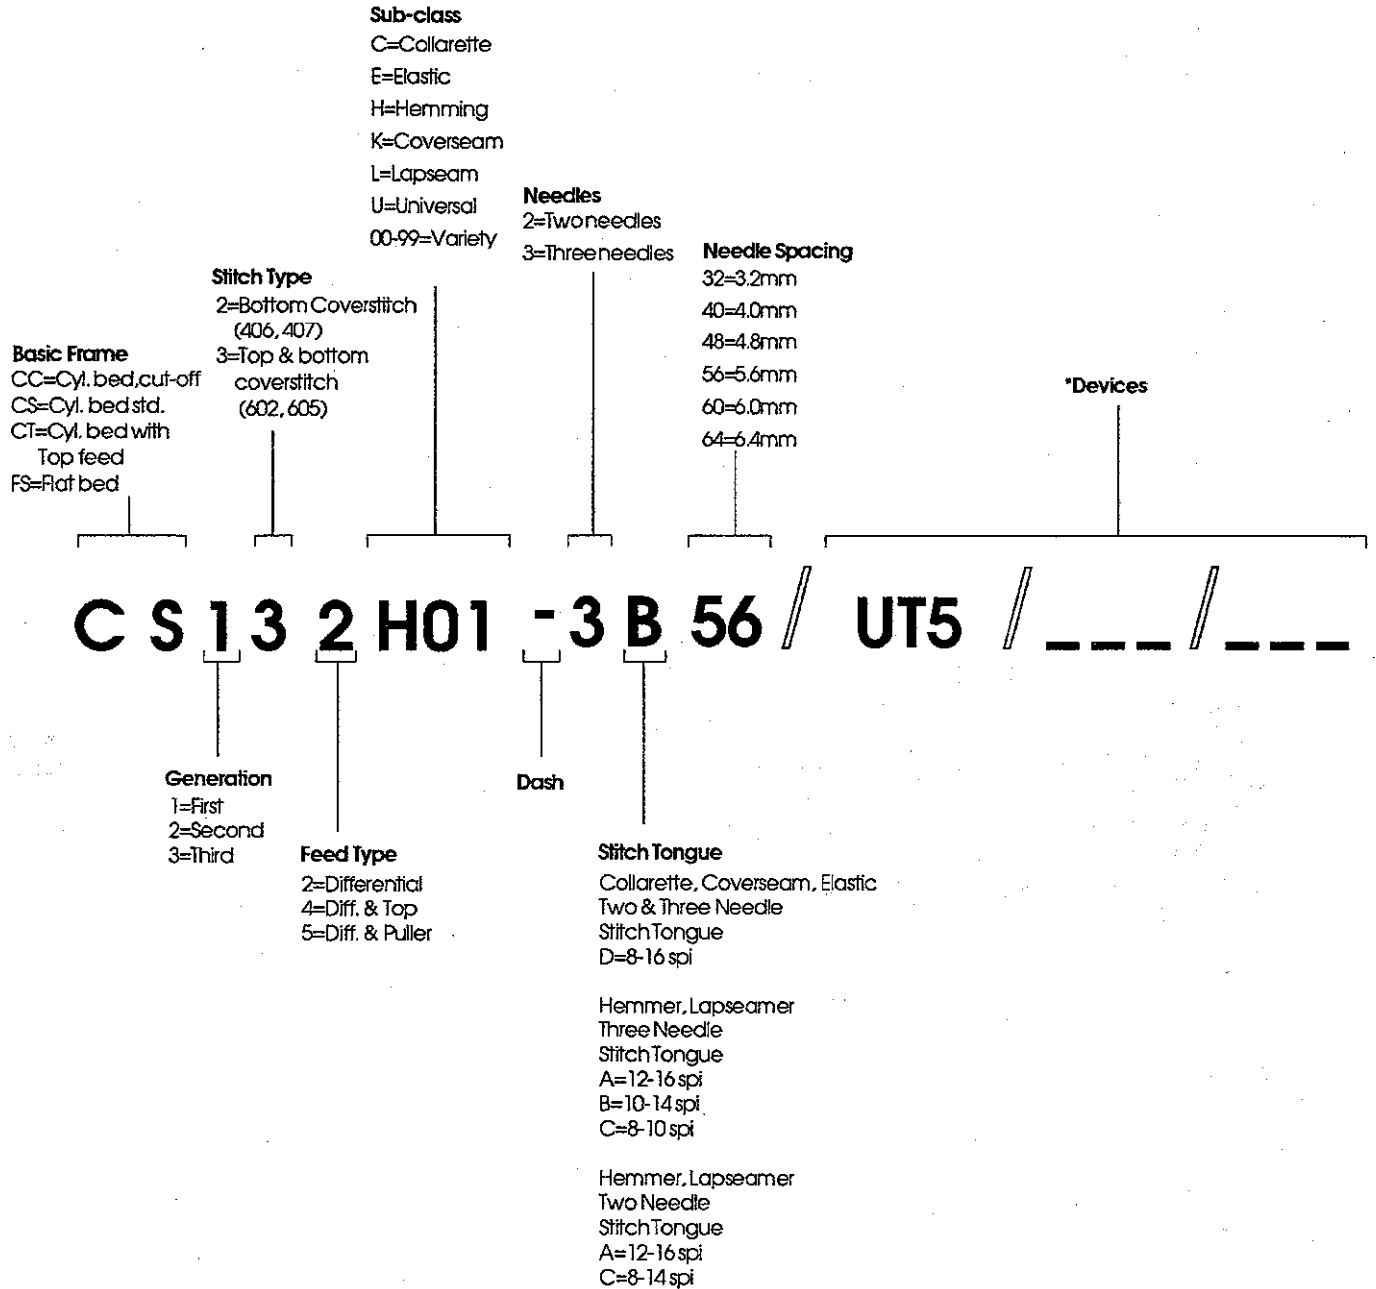 Sub-class
C=Collarette
E=Elastic
H=Hemming
K=Coverseam
L=Lapseam
U=Universal
00-99=Variety
Needles
2=Two needles
3=Three needles
Needle Spacing
32=3.2mm
40=4.0mm
48=4.8mm
56=5.6mm
60=6.0mm
64=6.4mm
Stitch Type
2=Bottom Coverstitch
(406, 407)
3=Top & bottom
coverstitch
(602, 605)
Basic Frame
CC=Cyl. bed, cut-off
CS=Cyl. bed std.
CT=Cyl. bed with
Top feed
FS=Flat bed
*Devices
C S 1 3 2 H01 - 3 B 56 / UT5 / _ _ _ / _ _ _
Generation
1=First
2=Second
3=Third
Feed Type
2=Differential
4=Diff. & Top
5=Diff. & Puller
Dash
Stitch Tongue
Collarette, Coverseam, Elastic
Two & Three Needle
Stitch Tongue
D=8-16 spi
Hemmer, Lapseamer
Three Needle
Stitch Tongue
A=12-16 spi
B=10-14 spi
C=8-10 spi
Hemmer, Lapseamer
Two Needle
Stitch Tongue
A=12-16 spi
C=8-14 spi